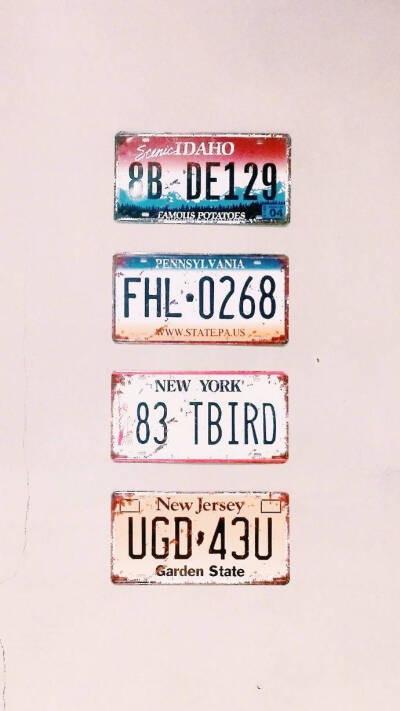 Scenic IDAHO
8B DE129
04
FAMOUS POTATOES
PENNSYLVANIA
FHL·0268
WWW.STATE.PA.US
NEW YORK
83 TBIRD
New Jersey
UGD·43U
Garden State